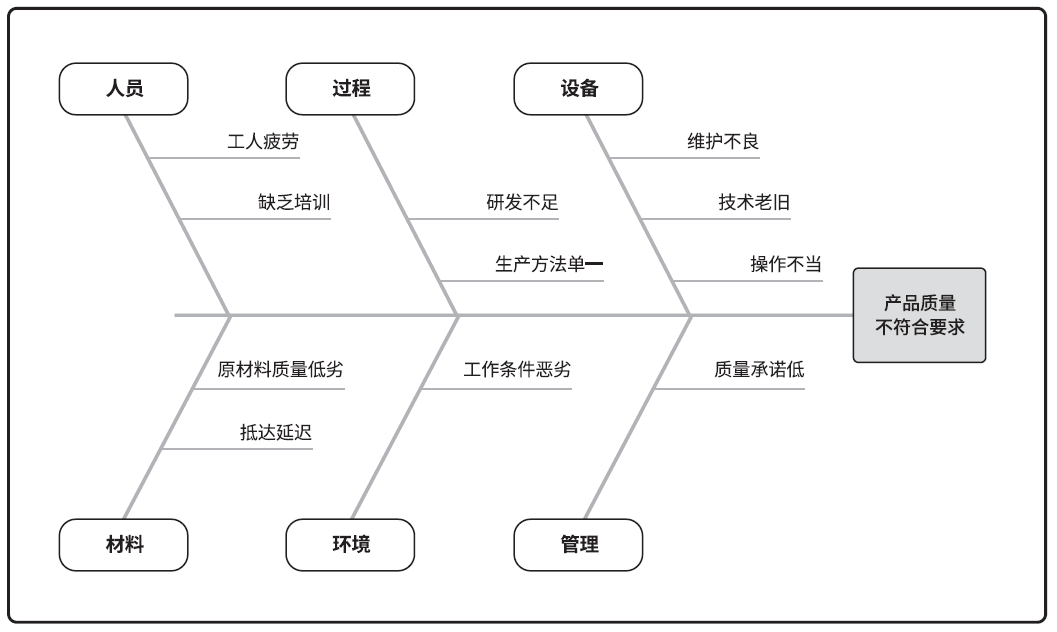 人员
过程
设备
工人疲劳
维护不良
缺乏培训
研发不足
技术老旧
生产方法单一
操作不当
产品质量
不符合要求
原材料质量低劣
工作条件恶劣
质量承诺低
抵达延迟
材料
环境
管理